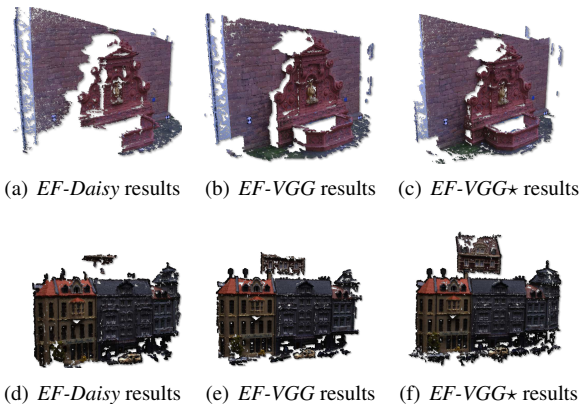 (a) EF-Daisy results (b) EF-VGG results (c) EF-VGG⋆ results
(d) EF-Daisy results (e) EF-VGG results (f) EF-VGG⋆ results